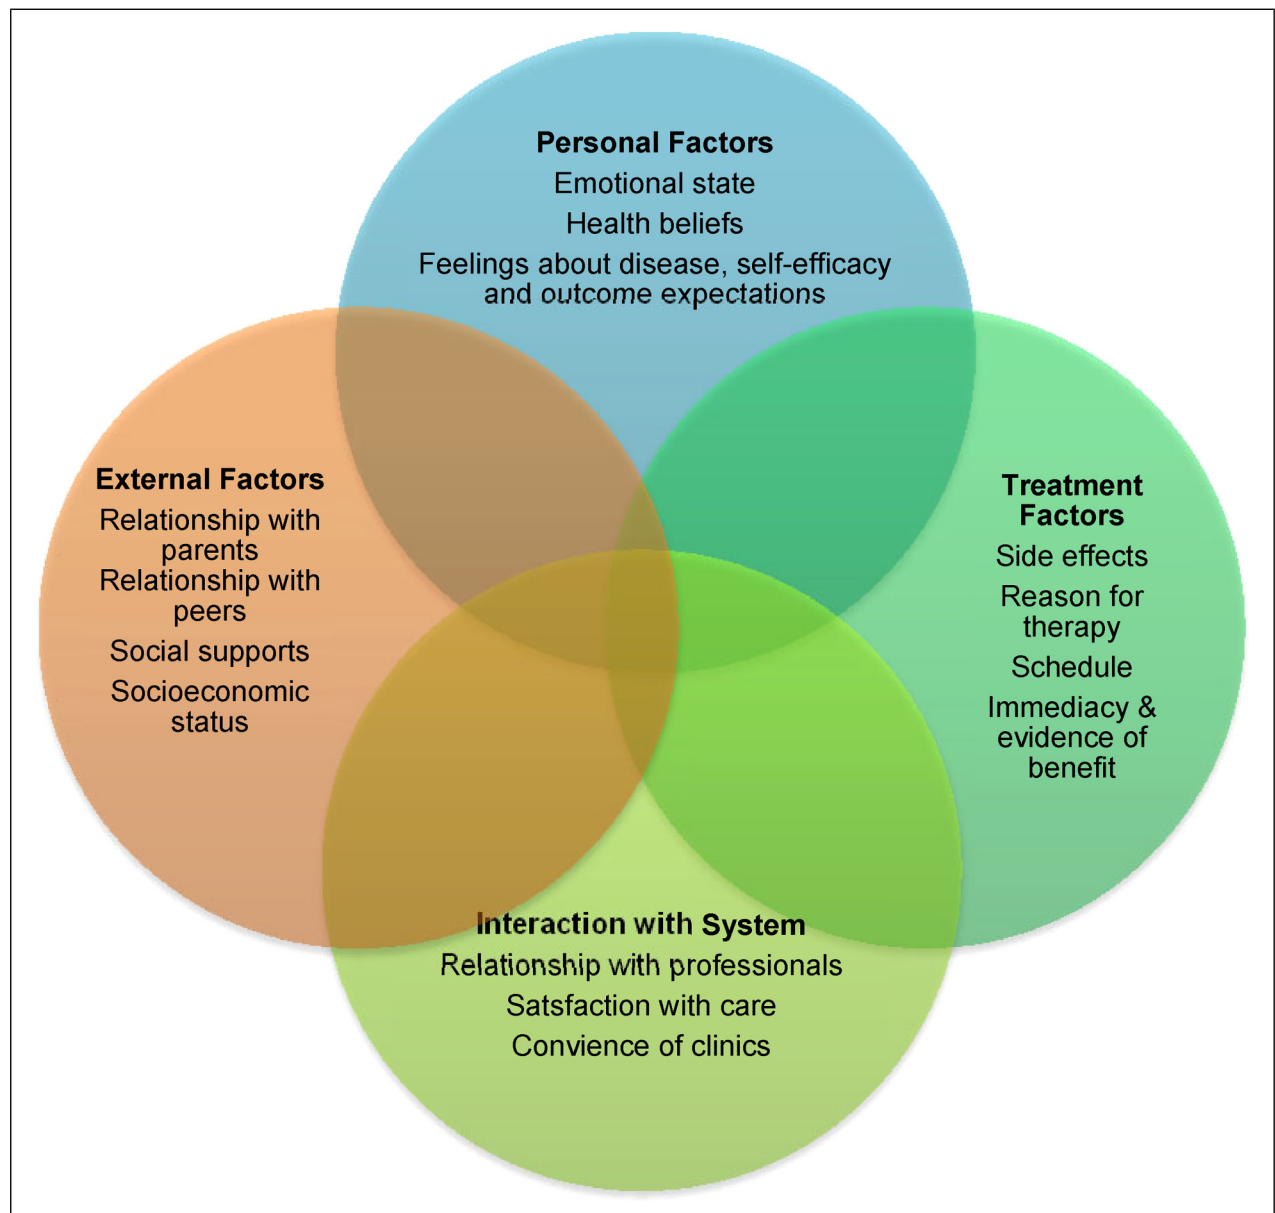 Personal Factors
Emotional state
Health beliefs
Feelings about disease, self-efficacy
and outcome expectations
External Factors
Relationship with
parents
Relationship with
peers
Social supports
Socioeconomic
status
Treatment
Factors
Side effects
Reason for
therapy
Schedule
Immediacy &
evidence of
benefit
Interaction with System
Relationship with professionals
Satsfaction with care
Convience of clinics